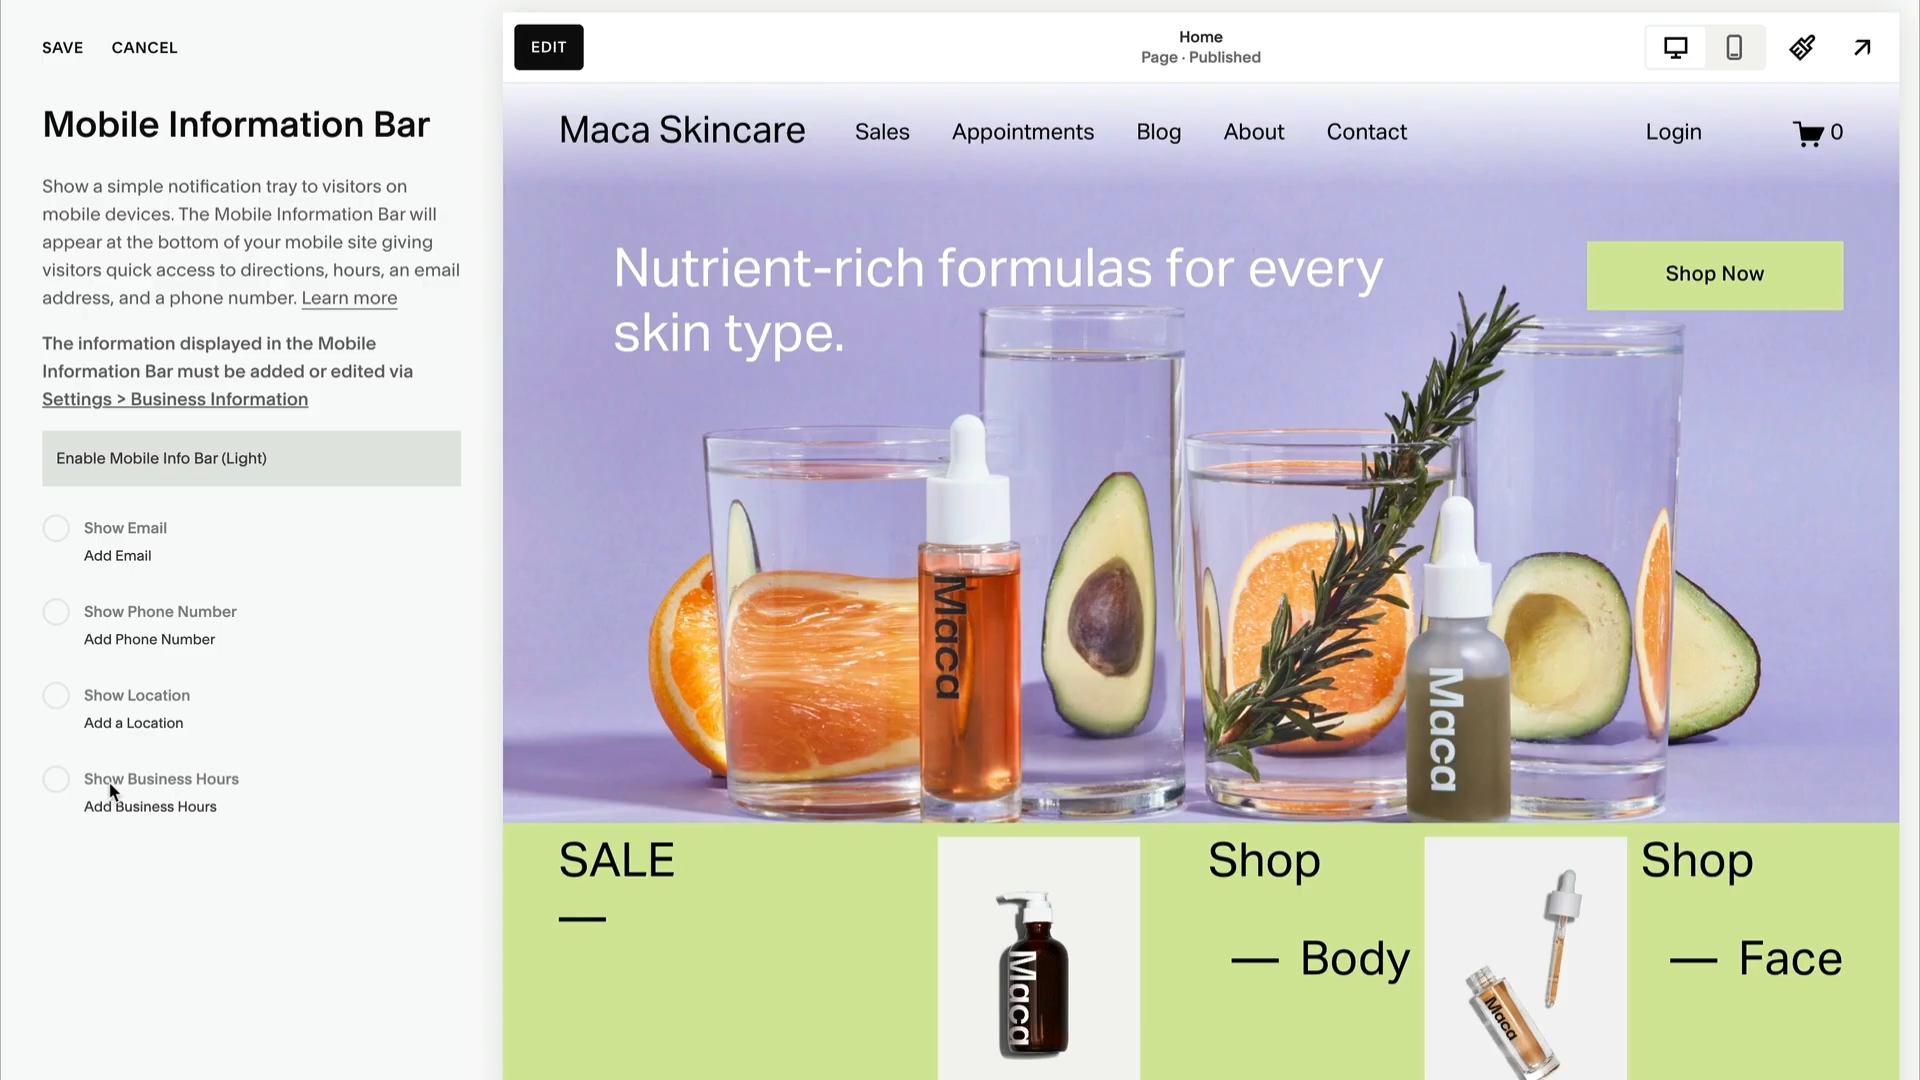 SAVE CANCEL
Mobile Information Bar
Show a simple notification tray to visitors on
mobile devices. The Mobile Information Bar will
appear at the bottom of your mobile site giving
visitors quick access to directions, hours, an email
address, and a phone number. Learn more
The information displayed in the Mobile
Information Bar must be added or edited via
Settings > Business Information
Enable Mobile Info Bar (Light)
Show Email
Add Email
Show Phone Number
Add Phone Number
Show Location
Add a Location
Show Business Hours
Add Business Hours
EDIT
Home
Page · Published
Maca Skincare Sales Appointments Blog About Contact Login 0
Nutrient-rich formulas for every
skin type.
Shop Now
Maca
Maca
SALE
—
Shop
— Body
Shop
— Face
Maca
Maca